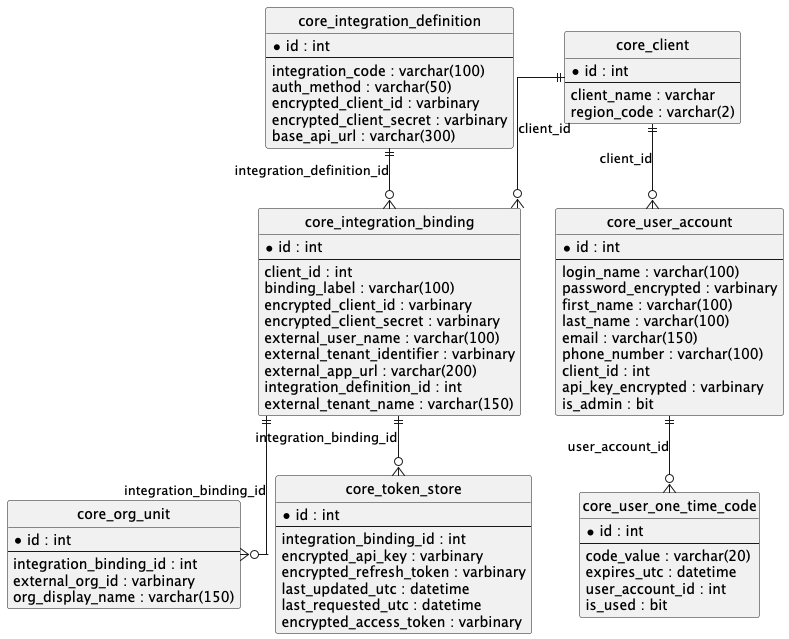 core_integration_definition
● id : int
integration_code : varchar(100)
auth_method : varchar(50)
encrypted_client_id : varbinary
encrypted_client_secret : varbinary
base_api_url : varchar(300)
core_client
● id : int
client_name : varchar
region_code : varchar(2)
client_id
client_id
integration_definition_id
core_integration_binding
● id : int
client_id : int
binding_label : varchar(100)
encrypted_client_id : varbinary
encrypted_client_secret : varbinary
external_user_name : varchar(100)
external_tenant_identifier : varbinary
external_app_url : varchar(200)
integration_definition_id : int
external_tenant_name : varchar(150)
core_user_account
● id : int
login_name : varchar(100)
password_encrypted : varbinary
first_name : varchar(100)
last_name : varchar(100)
email : varchar(150)
phone_number : varchar(100)
client_id : int
api_key_encrypted : varbinary
is_admin : bit
integration_binding_id
user_account_id
integration_binding_id
core_org_unit
● id : int
integration_binding_id : int
external_org_id : varbinary
org_display_name : varchar(150)
core_token_store
● id : int
integration_binding_id : int
encrypted_api_key : varbinary
encrypted_refresh_token : varbinary
last_updated_utc : datetime
last_requested_utc : datetime
encrypted_access_token : varbinary
core_user_one_time_code
● id : int
code_value : varchar(20)
expires_utc : datetime
user_account_id : int
is_used : bit